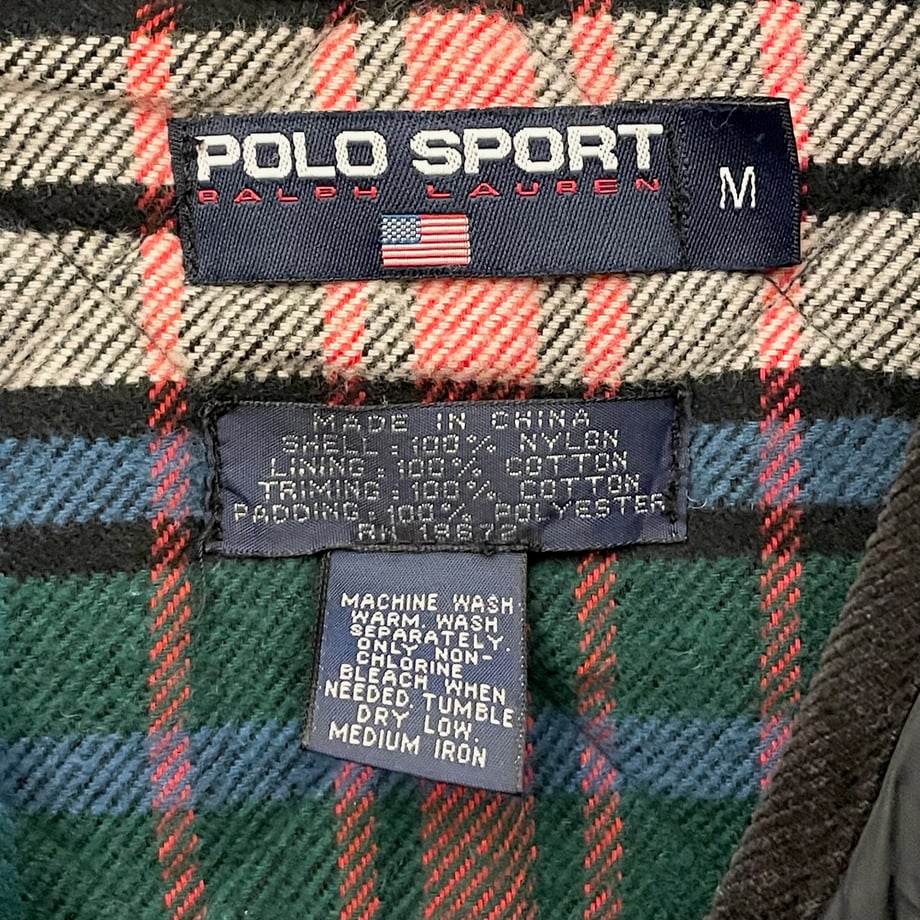 POLO SPORT
RALPH LAUREN
M
MADE IN CHINA
SHELL : 100% NYLON
LINING : 100% COTTON
TRIMING : 100% COTTON
PADDING : 100% POLYESTER
RN
MACHINE WASH
WARM. WASH
SEPARATELY.
ONLY NON-
CHLORINE
BLEACH WHEN
NEEDED. TUMBLE
DRY LOW.
MEDIUM IRON